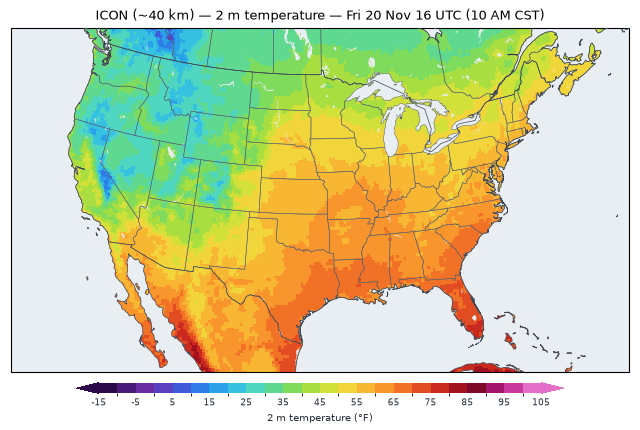 ICON (~40 km) — 2 m temperature — Fri 20 Nov 16 UTC (10 AM CST)
-15 -5 5 15 25 35 45 55 65 75 85 95 105
2 m temperature (°F)